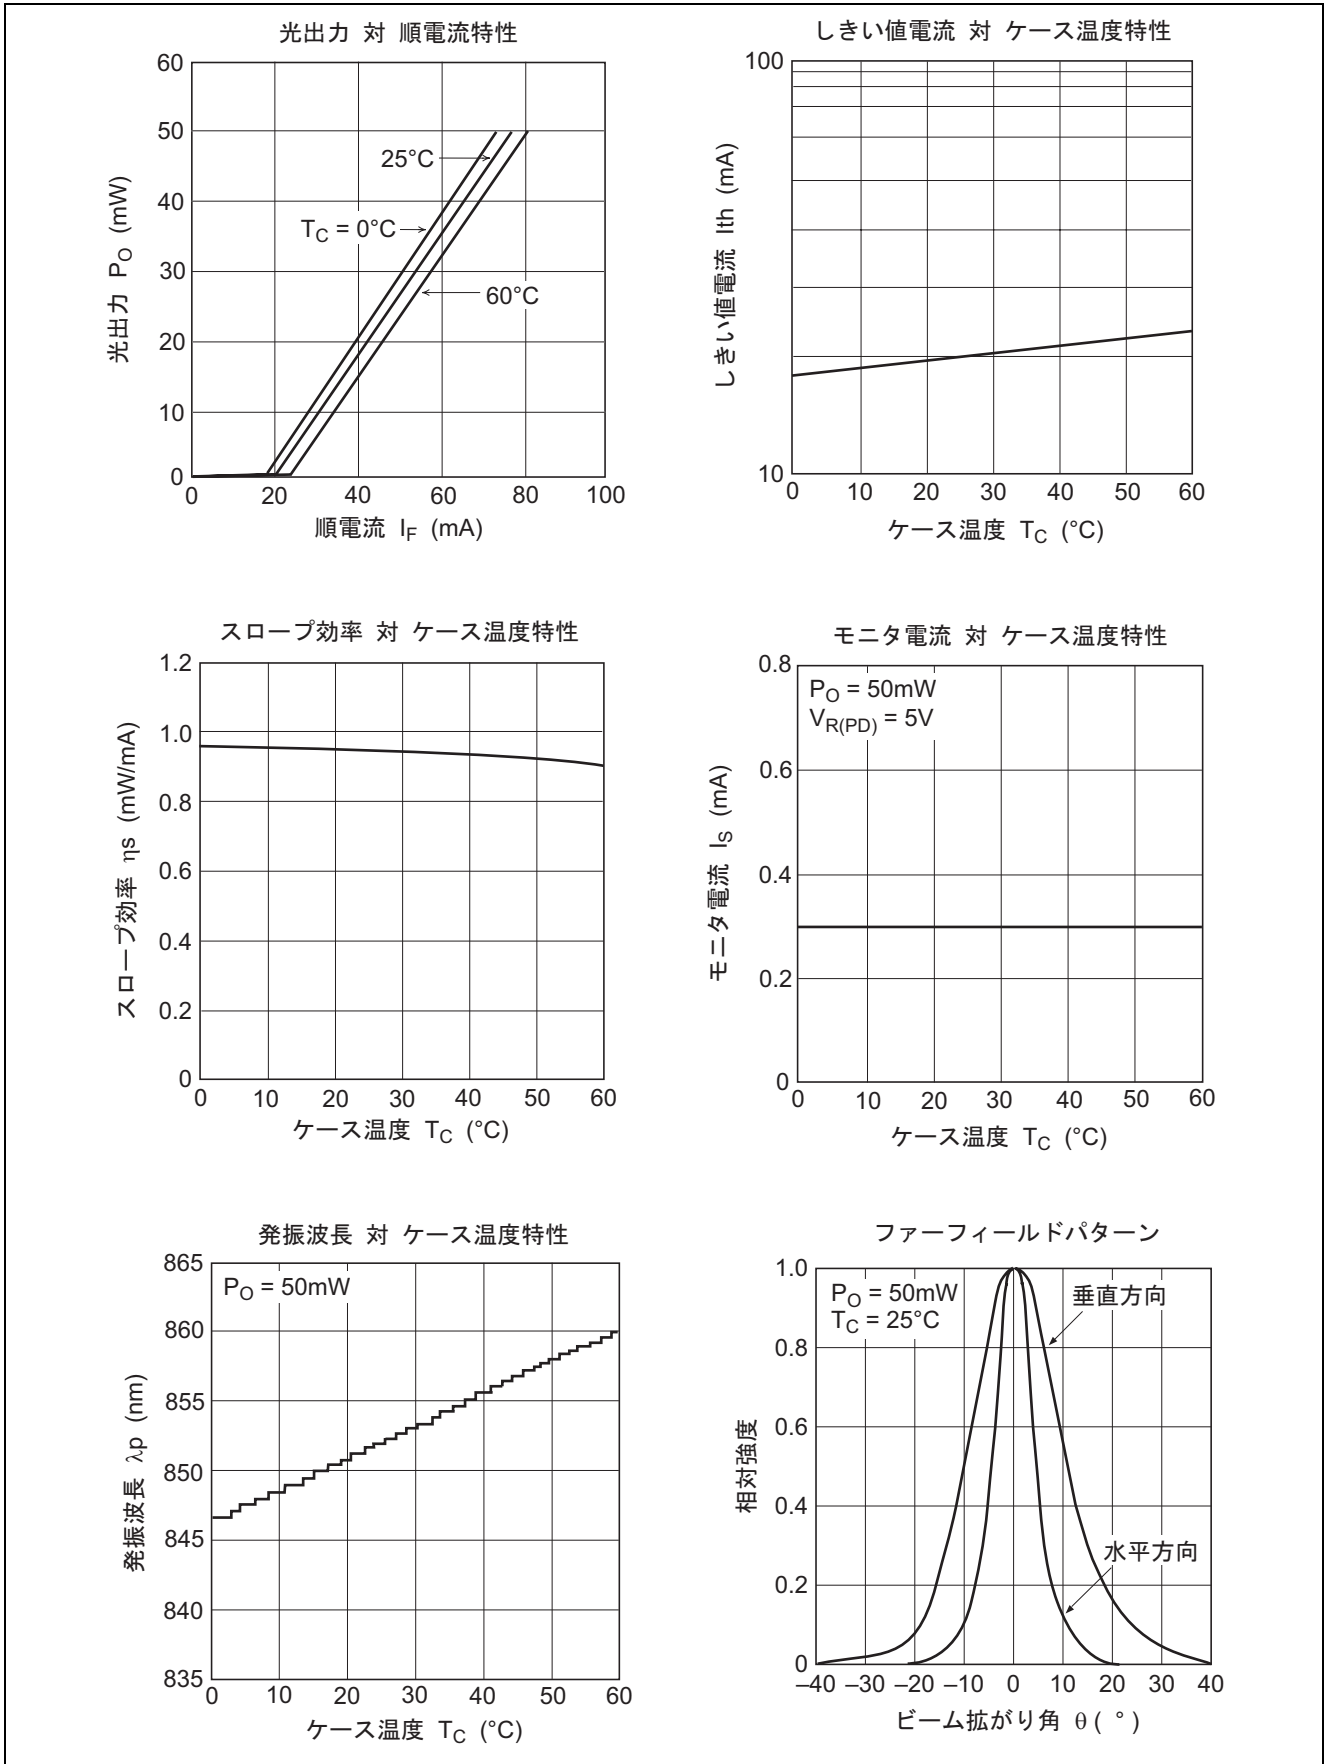 光出力 対 順電流特性
60
50
40
30
20
10
0
光出力 PO (mW)
25°C
TC = 0°C
60°C
0 20 40 60 80 100
順電流 IF (mA)
しきい値電流 対 ケース温度特性
100
10
しきい値電流 Ith (mA)
0 10 20 30 40 50 60
ケース温度 TC (°C)
スロープ効率 対 ケース温度特性
1.2
1.0
0.8
0.6
0.4
0.2
0
スロープ効率 ηs (mW/mA)
0 10 20 30 40 50 60
ケース温度 TC (°C)
モニタ電流 対 ケース温度特性
0.8
0.6
0.4
0.2
0
モニタ電流 IS (mA)
PO = 50mW
VR(PD) = 5V
0 10 20 30 40 50 60
ケース温度 TC (°C)
発振波長 対 ケース温度特性
865
860
855
850
845
840
835
発振波長 λp (nm)
PO = 50mW
0 10 20 30 40 50 60
ケース温度 TC (°C)
ファーフィールドパターン
1.0
0.8
0.6
0.4
0.2
0
相対強度
PO = 50mW
TC = 25°C
垂直方向
水平方向
–40 –30 –20 –10 0 10 20 30 40
ビーム拡がり角 θ ( ° )